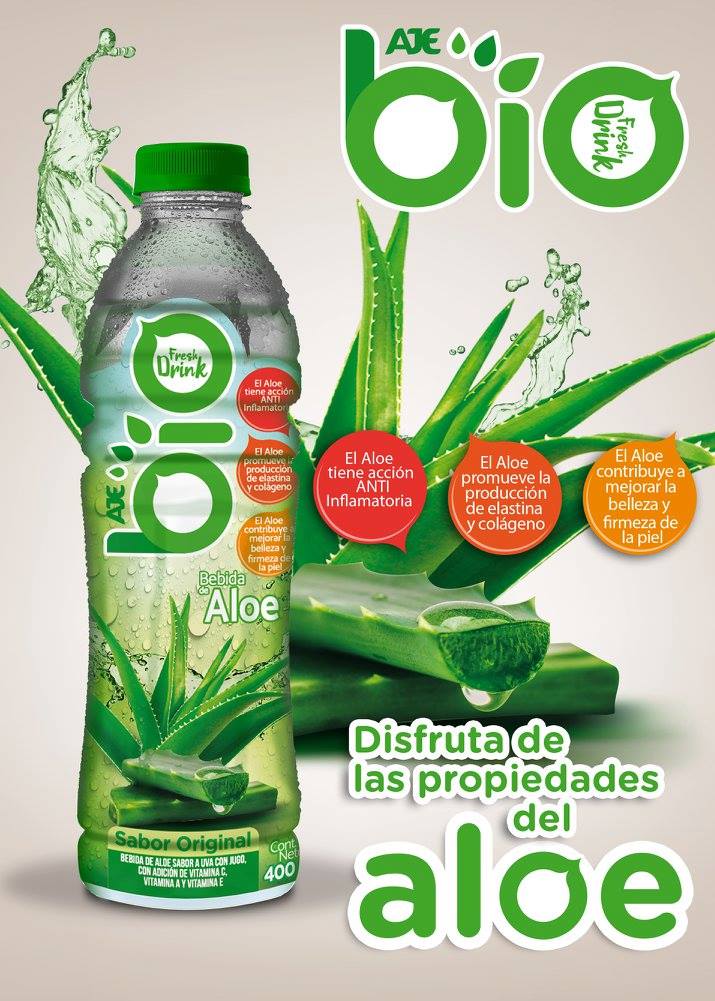 AJE
bio
Fresh
Drink
Fresh
Drink
AJE
bio
El Aloe
tiene acción
ANTI
Inflamatoria
El Aloe
promueve la
producción
de elastina
y colágeno
El Aloe
contribuye a
mejorar la
belleza y
firmeza de
la piel
Bebida
de Aloe
El Aloe
tiene acción
ANTI
Inflamatoria
El Aloe
promueve la
producción
de elastina
y colágeno
El Aloe
contribuye a
mejorar la
belleza y
firmeza de
la piel
Disfruta de
las propiedades
del
aloe
Sabor Original
BEBIDA DE ALOE SABOR A UVA CON JUGO,
CON ADICIÓN DE VITAMINA C,
VITAMINA A Y VITAMINA E
Cont.
Net
400